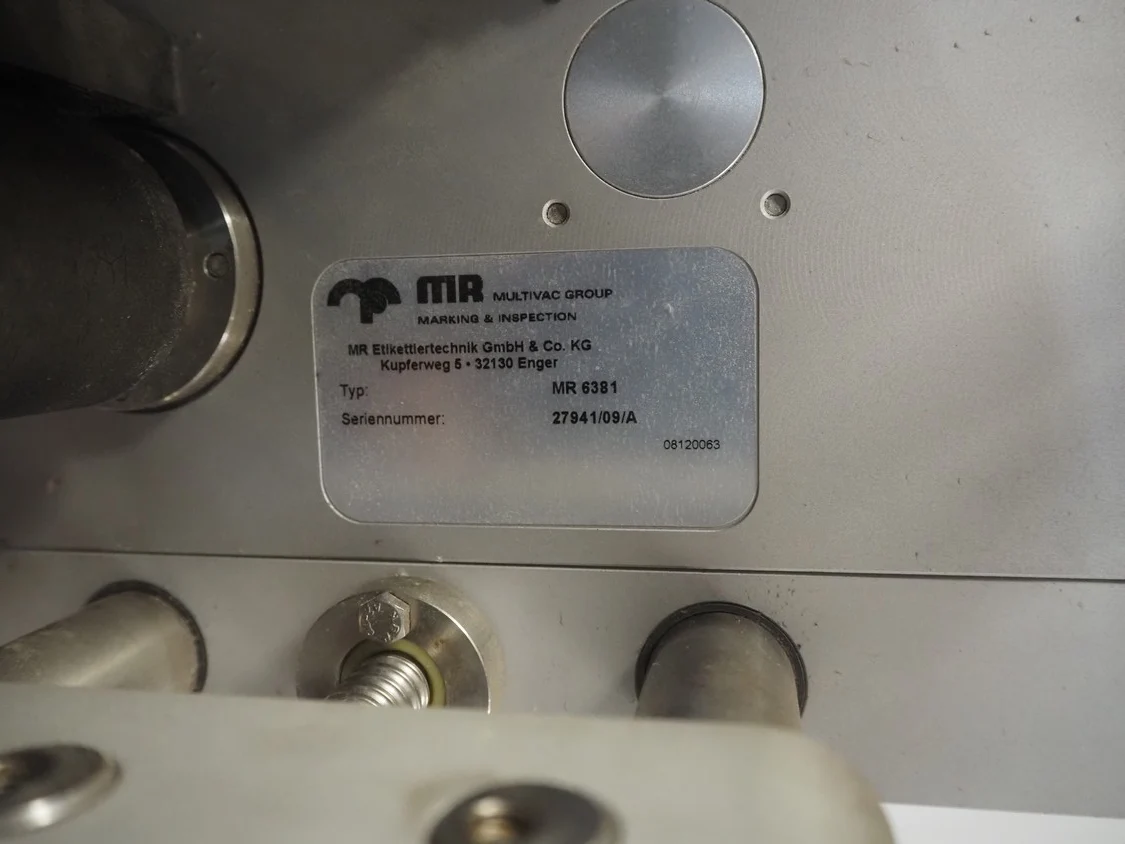 MR MULTIVAC GROUP
MARKING & INSPECTION
MR Etikettiertechnik GmbH & Co. KG
Kupferweg 5 • 32130 Enger
Typ: MR 6381
Seriennummer: 27941/09/A
08120063